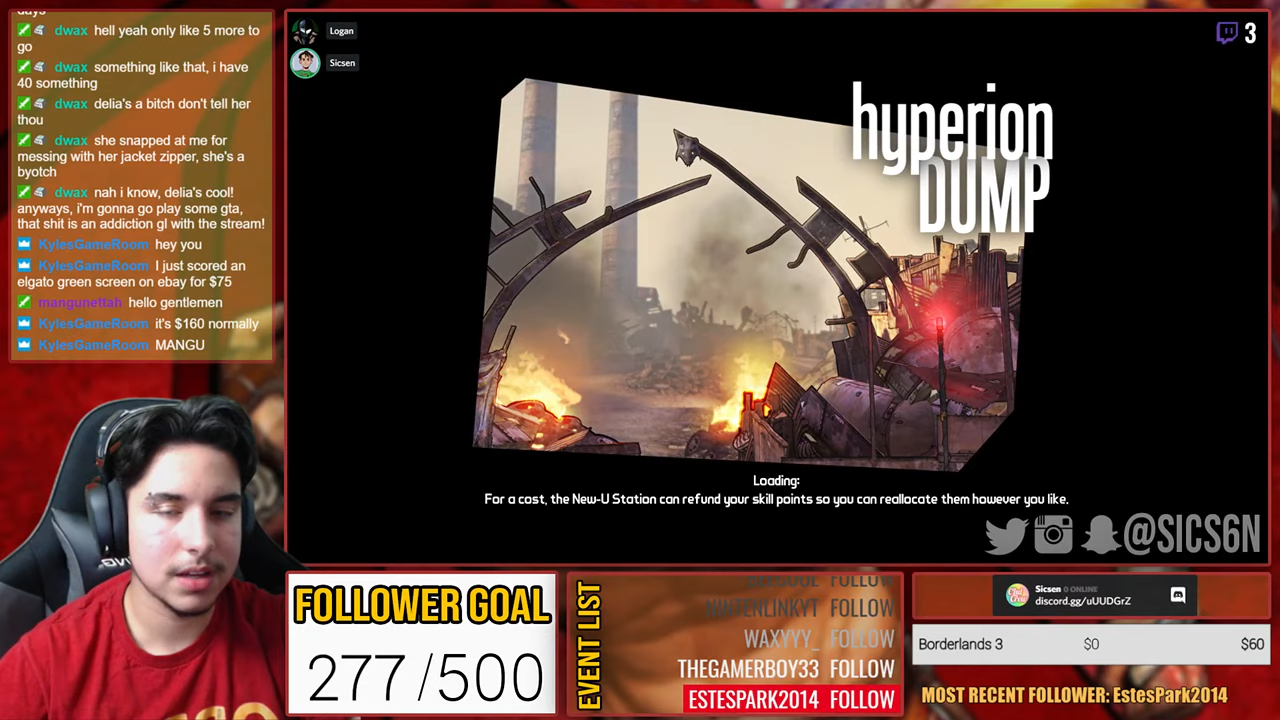 days
dwax hell yeah only like 5 more to
go
dwax something like that, i have
40 something
dwax delia's a bitch don't tell her
thou
dwax she snapped at me for
messing with her jacket zipper, she's a
byotch
dwax nah i know, delia's cool!
anyways, i'm gonna go play some gta,
that shit is an addiction gl with the stream!
KylesGameRoom hey you
KylesGameRoom I just scored an
elgato green screen on ebay for $75
mangunettah hello gentlemen
KylesGameRoom it's $160 normally
KylesGameRoom MANGU
Logan
Sicsen
3
hyperion
DUMP
Loading:
For a cost, the New-U Station can refund your skill points so you can reallocate them however you like.
@SICS6N
FOLLOWER GOAL
277/500
EVENT LIST
FOLLOW
NINTENLINKYT FOLLOW
WAXYYY_ FOLLOW
THEGAMERBOY33 FOLLOW
ESTESPARK2014 FOLLOW
Sicsen 0 ONLINE
discord.gg/uUUDGrZ
Borderlands 3 $0 $60
MOST RECENT FOLLOWER: EstesPark2014